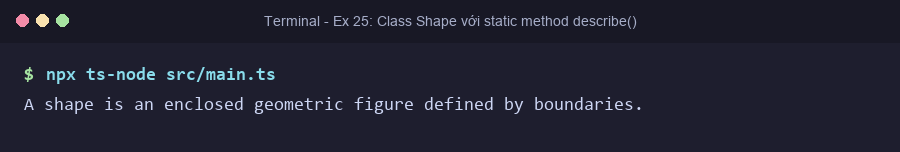 Terminal - Ex 25: Class Shape với static method describe()
$ npx ts-node src/main.ts
A shape is an enclosed geometric figure defined by boundaries.